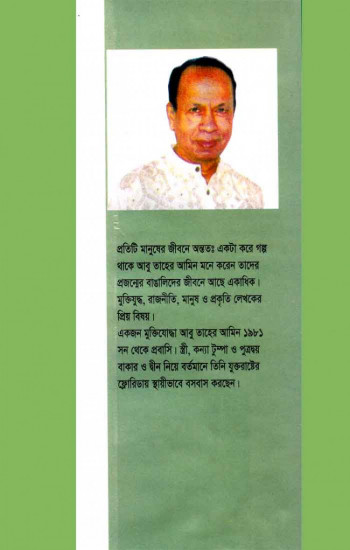 প্রতিটি মানুষের জীবনে অন্ততঃ একটা করে গল্প
থাকে আবু তাহের আমিন মনে করেন তাদের
প্রজন্মের বাঙালিদের জীবনে আছে একাধিক।
মুক্তিযুদ্ধ, রাজনীতি, মানুষ ও প্রকৃতি লেখকের
প্রিয় বিষয়।
একজন মুক্তিযোদ্ধা আবু তাহের আমিন ১৯৮১
সন থেকে প্রবাসি। স্ত্রী, কন্যা টুম্পা ও পুত্রদ্বয়
বাকার ও দ্বীন নিয়ে বর্তমানে তিনি যুক্তরাষ্ট্রের
ফ্লোরিডায় স্থায়ীভাবে বসবাস করছেন।